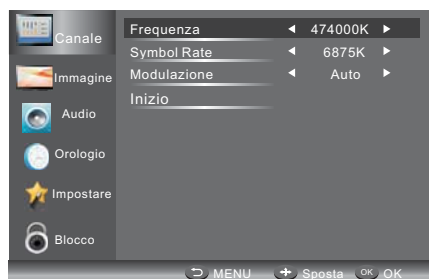 Canale
Immagine
Audio
Orologio
Impostare
Blocco
Frequenza 474000K
Symbol Rate 6875K
Modulazione Auto
Inizio
MENU Sposta OK OK